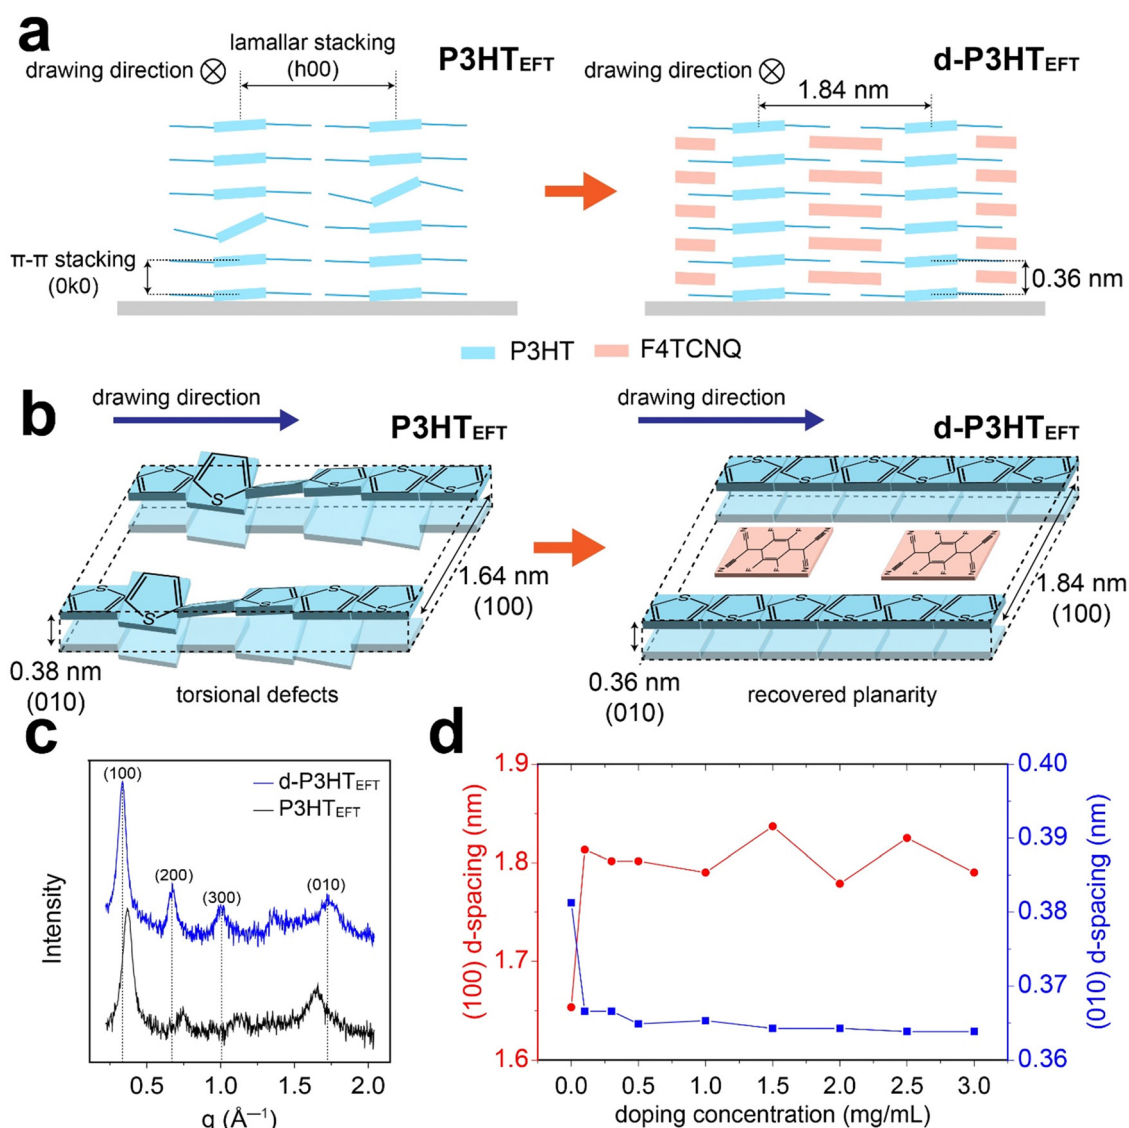 a
lamallar stacking
(h00)
drawing direction
P3HTEFT
π-π stacking
(0k0)
drawing direction
d-P3HTEFT
1.84 nm
0.36 nm
P3HT
F4TCNQ
b
drawing direction
P3HTEFT
S
S
1.64 nm
(100)
0.38 nm
(010)
torsional defects
drawing direction
d-P3HTEFT
1.84 nm
(100)
0.36 nm
(010)
recovered planarity
c
(100)
d-P3HTEFT
P3HTEFT
(200)
(300)
(010)
Intensity
0.5 1.0 1.5 2.0
q (Å—1)
d
1.9
1.8
1.7
1.6
(100) d-spacing (nm)
0.40
0.39
0.38
0.37
0.36
(010) d-spacing (nm)
0.0 0.5 1.0 1.5 2.0 2.5 3.0
doping concentration (mg/mL)